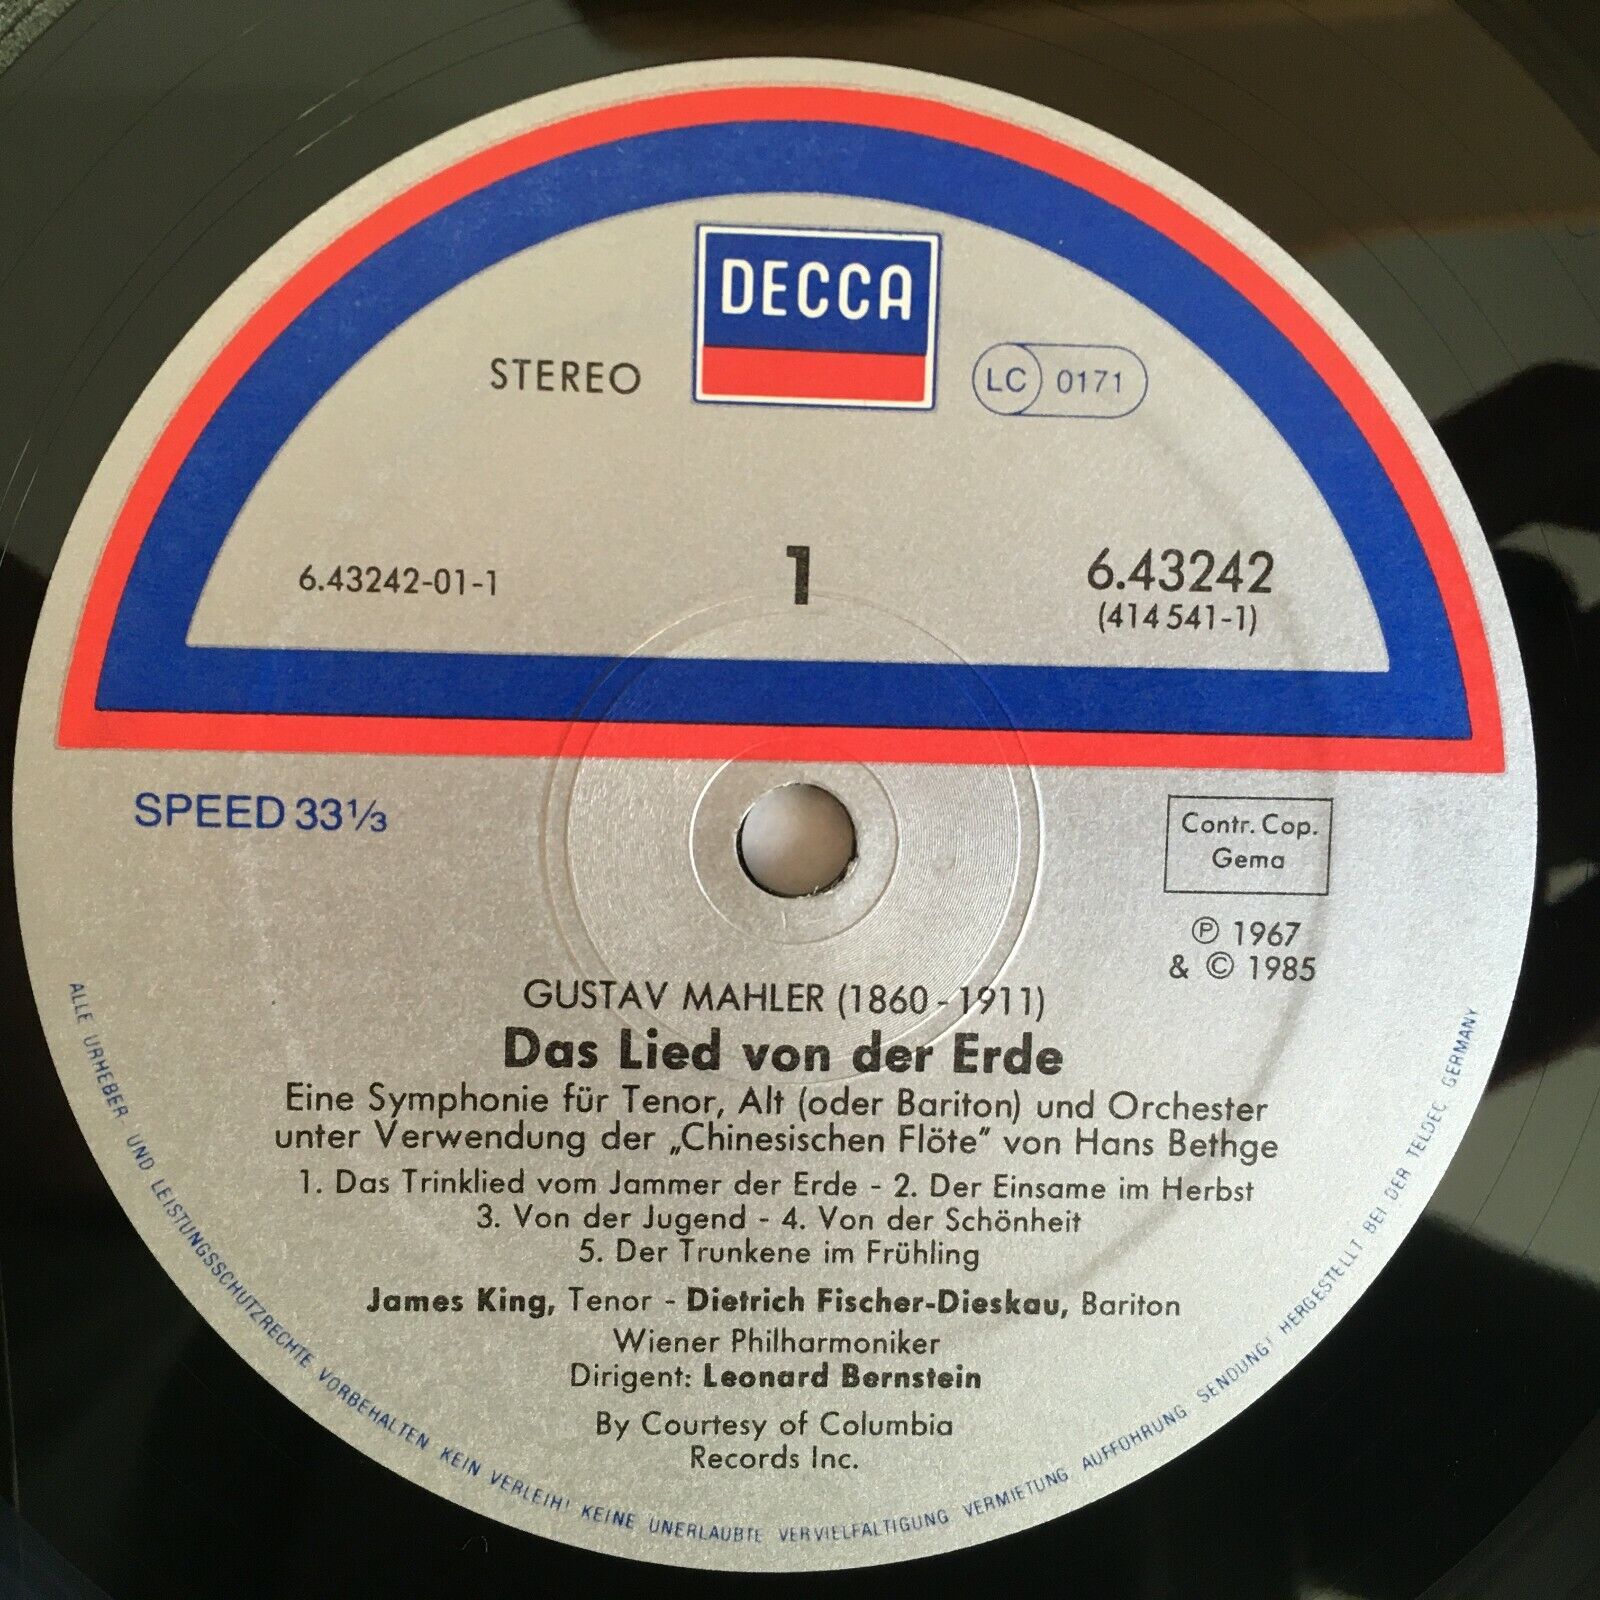 DECCA
STEREO
LC 0171
6.43242-01-1
1
6.43242
(414 541-1)
SPEED 33⅓
Contr. Cop.
Gema
℗ 1967
& © 1985
GUSTAV MAHLER (1860 - 1911)
Das Lied von der Erde
Eine Symphonie für Tenor, Alt (oder Bariton) und Orchester
unter Verwendung der „Chinesischen Flöte" von Hans Bethge
1. Das Trinklied vom Jammer der Erde - 2. Der Einsame im Herbst
3. Von der Jugend - 4. Von der Schönheit
5. Der Trunkene im Frühling
James King, Tenor - Dietrich Fischer-Dieskau, Bariton
Wiener Philharmoniker
Dirigent: Leonard Bernstein
By Courtesy of Columbia
Records Inc.
ALLE URHEBER- UND LEISTUNGSSCHUTZRECHTE VORBEHALTEN KEIN VERLEIH! KEINE UNERLAUBTE VERVIELFÄLTIGUNG VERMIETUNG AUFFÜHRUNG SENDUNG! HERGESTELLT BEI DER TELDEC GERMANY